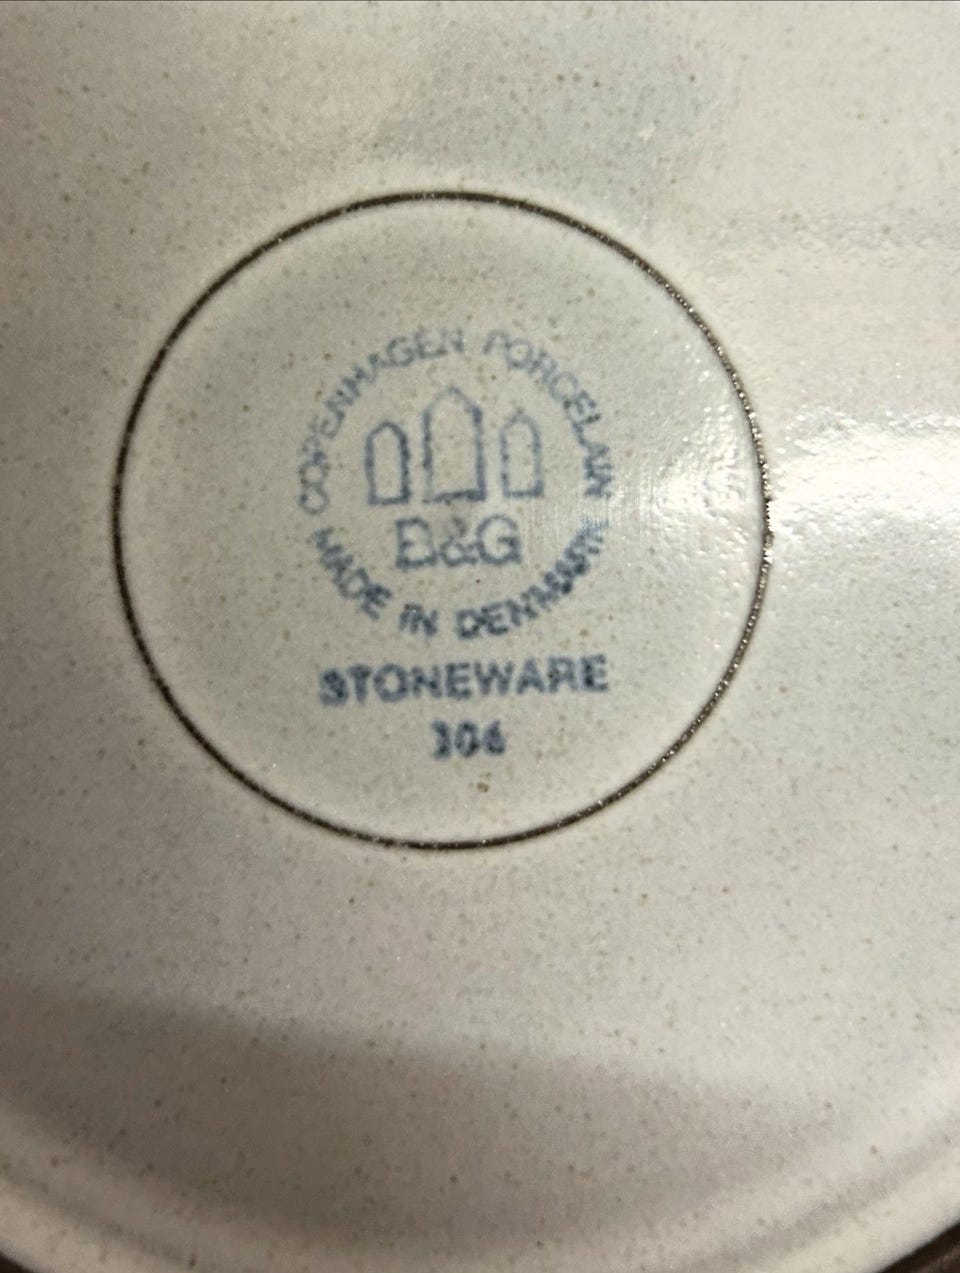 COPENHAGEN PORCELAIN
B&G
MADE IN DENMARK
STONEWARE
306